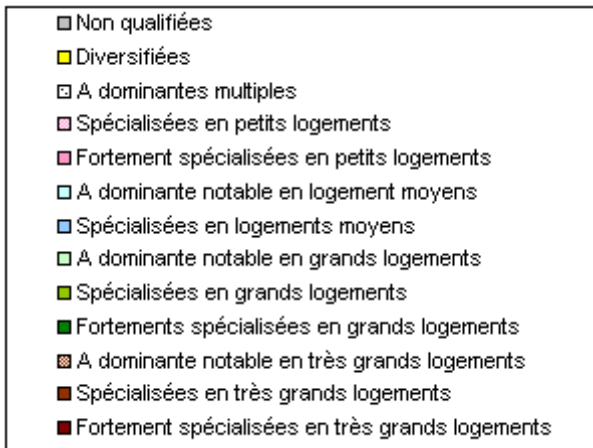 Non qualifiées
Diversifiées
A dominantes multiples
Spécialisées en petits logements
Fortement spécialisées en petits logements
A dominante notable en logement moyens
Spécialisées en logements moyens
A dominante notable en grands logements
Spécialisées en grands logements
Fortements spécialisées en grands logements
A dominante notable en très grands logements
Spécialisées en très grands logements
Fortement spécialisées en très grands logements